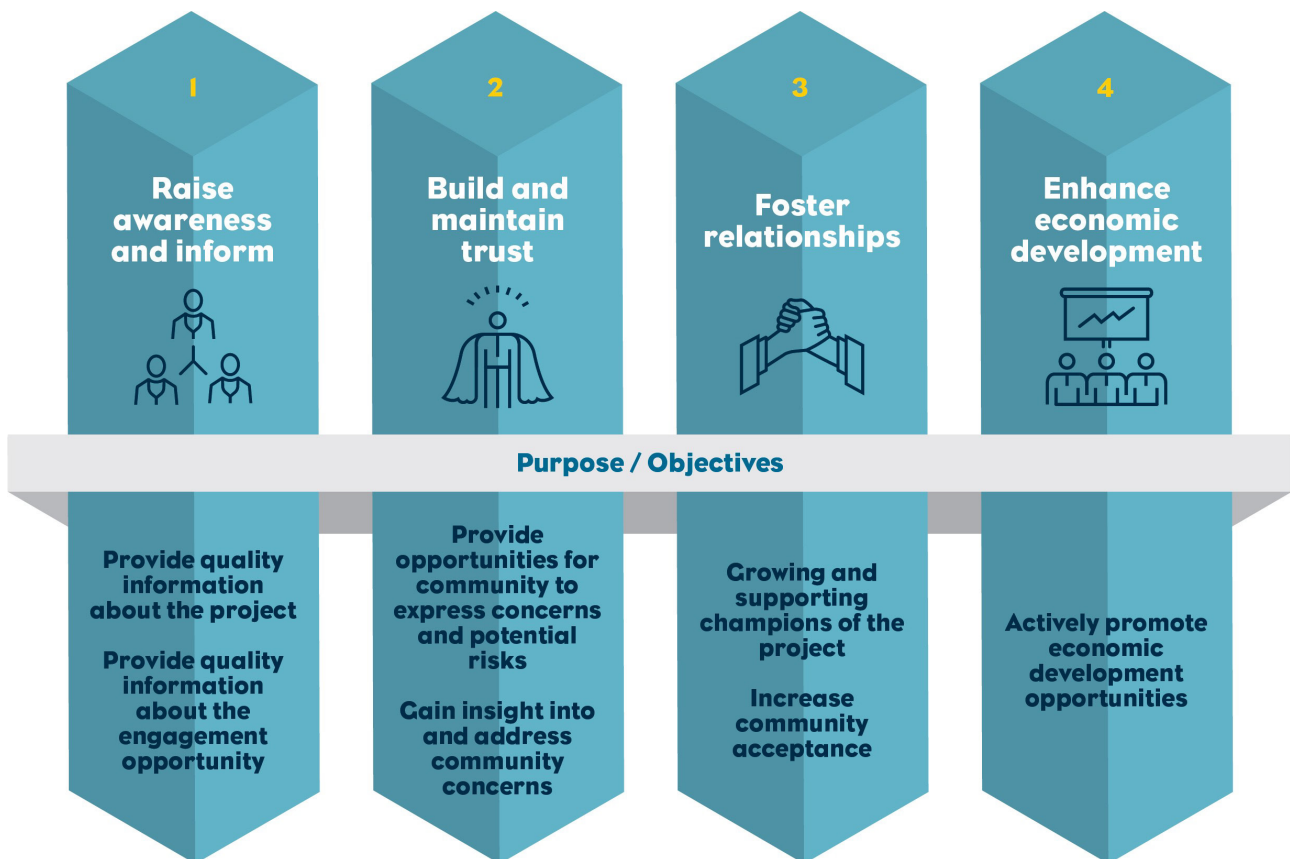 1
Raise
awareness
and inform
2
Build and
maintain
trust
3
Foster
relationships
4
Enhance
economic
development
Purpose / Objectives
Provide quality
information
about the project
Provide quality
information
about the
engagement
opportunity
Provide
opportunities for
community to
express concerns
and potential
risks
Gain insight into
and address
community
concerns
Growing and
supporting
champions of the
project
Increase
community
acceptance
Actively promote
economic
development
opportunities